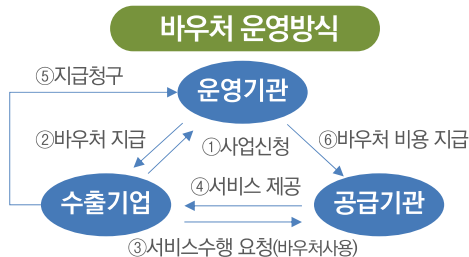 바우처 운영방식
⑤지급청구
운영기관
②바우처 지급
①사업신청
⑥바우처 비용 지급
④서비스 제공
수출기업
공급기관
③서비스수행 요청(바우처사용)